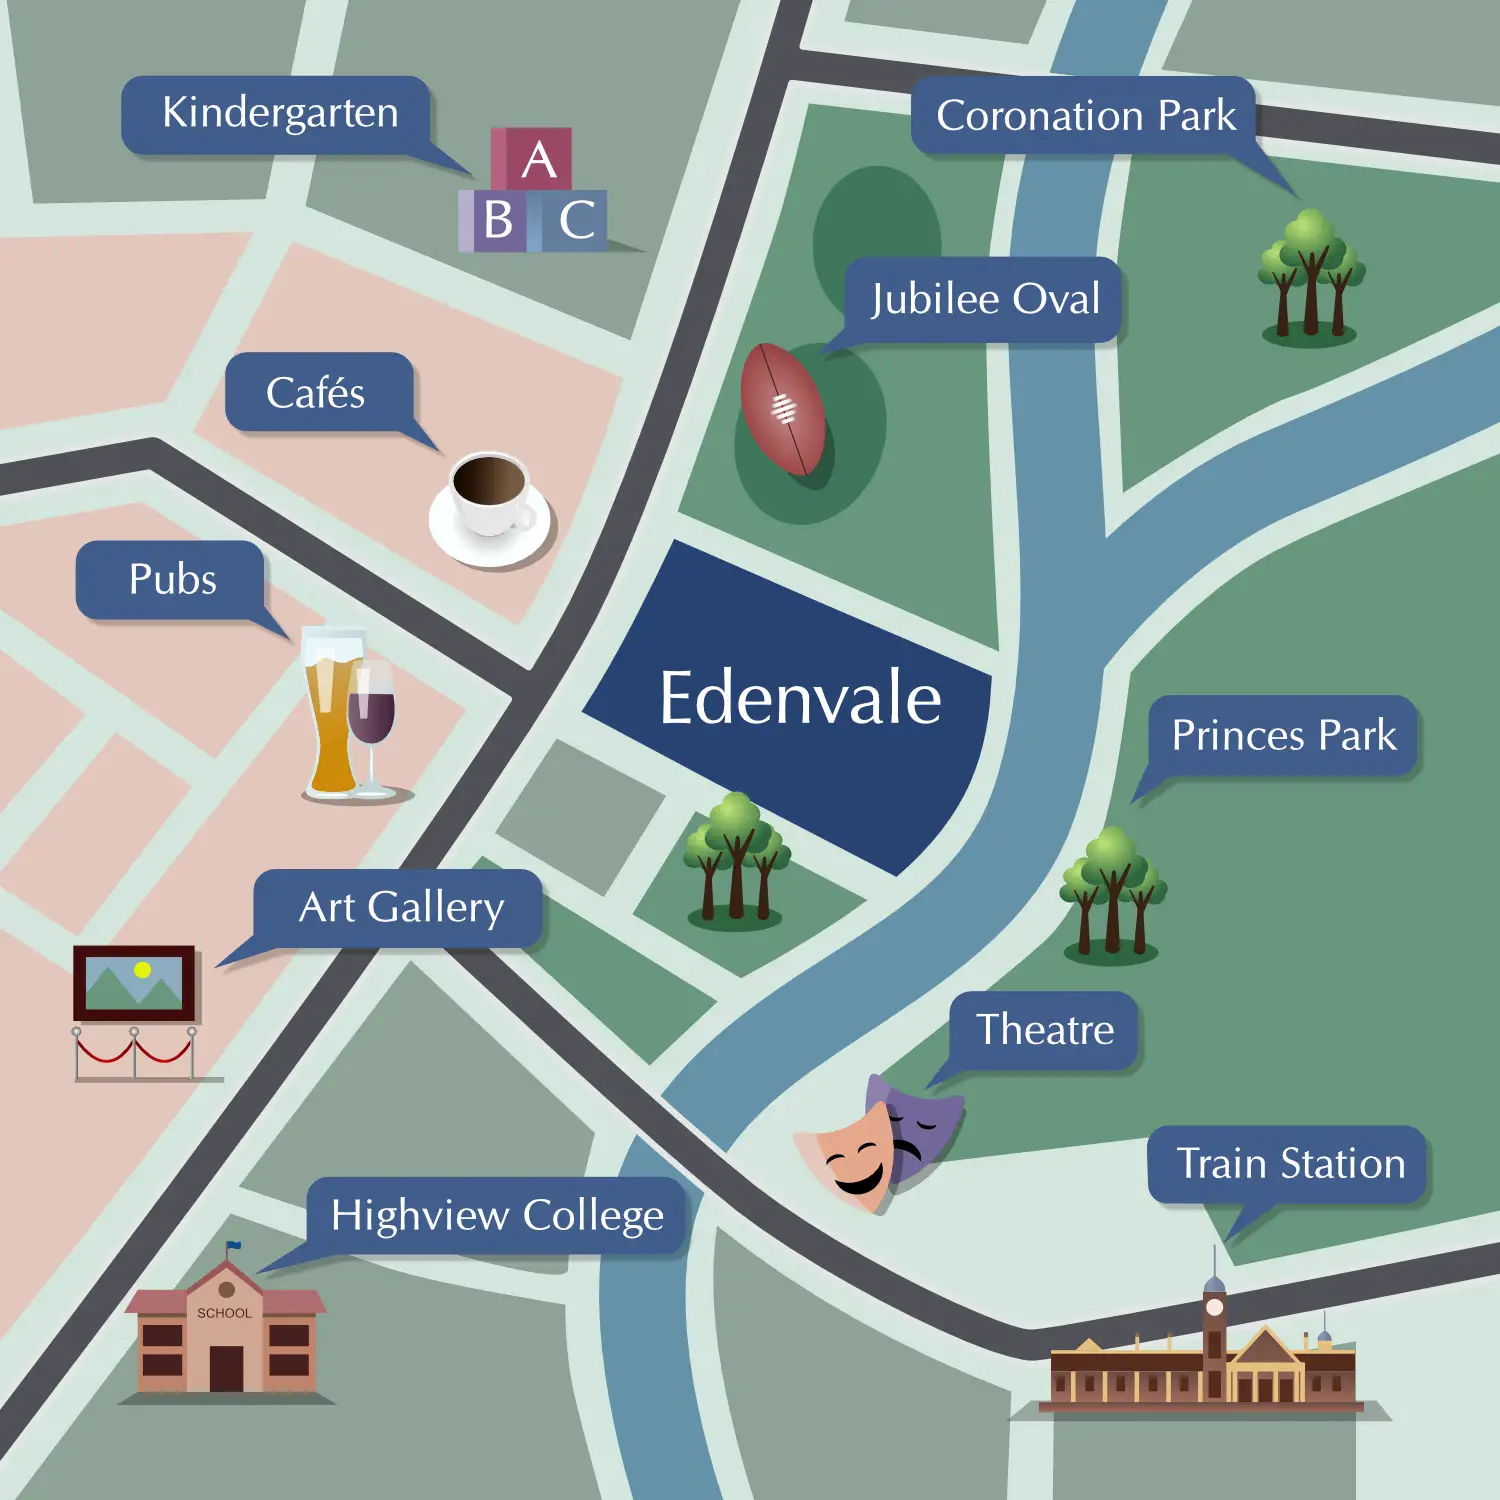 Kindergarten
Coronation Park
A
B C
Jubilee Oval
Cafés
Pubs
Edenvale
Princes Park
Art Gallery
Theatre
Train Station
Highview College
SCHOOL